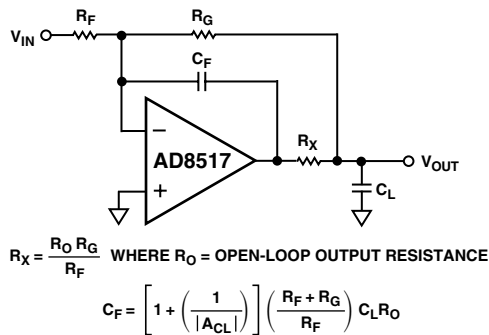 R_F R_G
V_IN
C_F
−
AD8517
+
R_X
V_OUT
C_L
R_X = R_O R_G / R_F WHERE R_O = OPEN-LOOP OUTPUT RESISTANCE
C_F = [1 + (1 / |A_CL|)] ((R_F + R_G) / R_F) C_L R_O